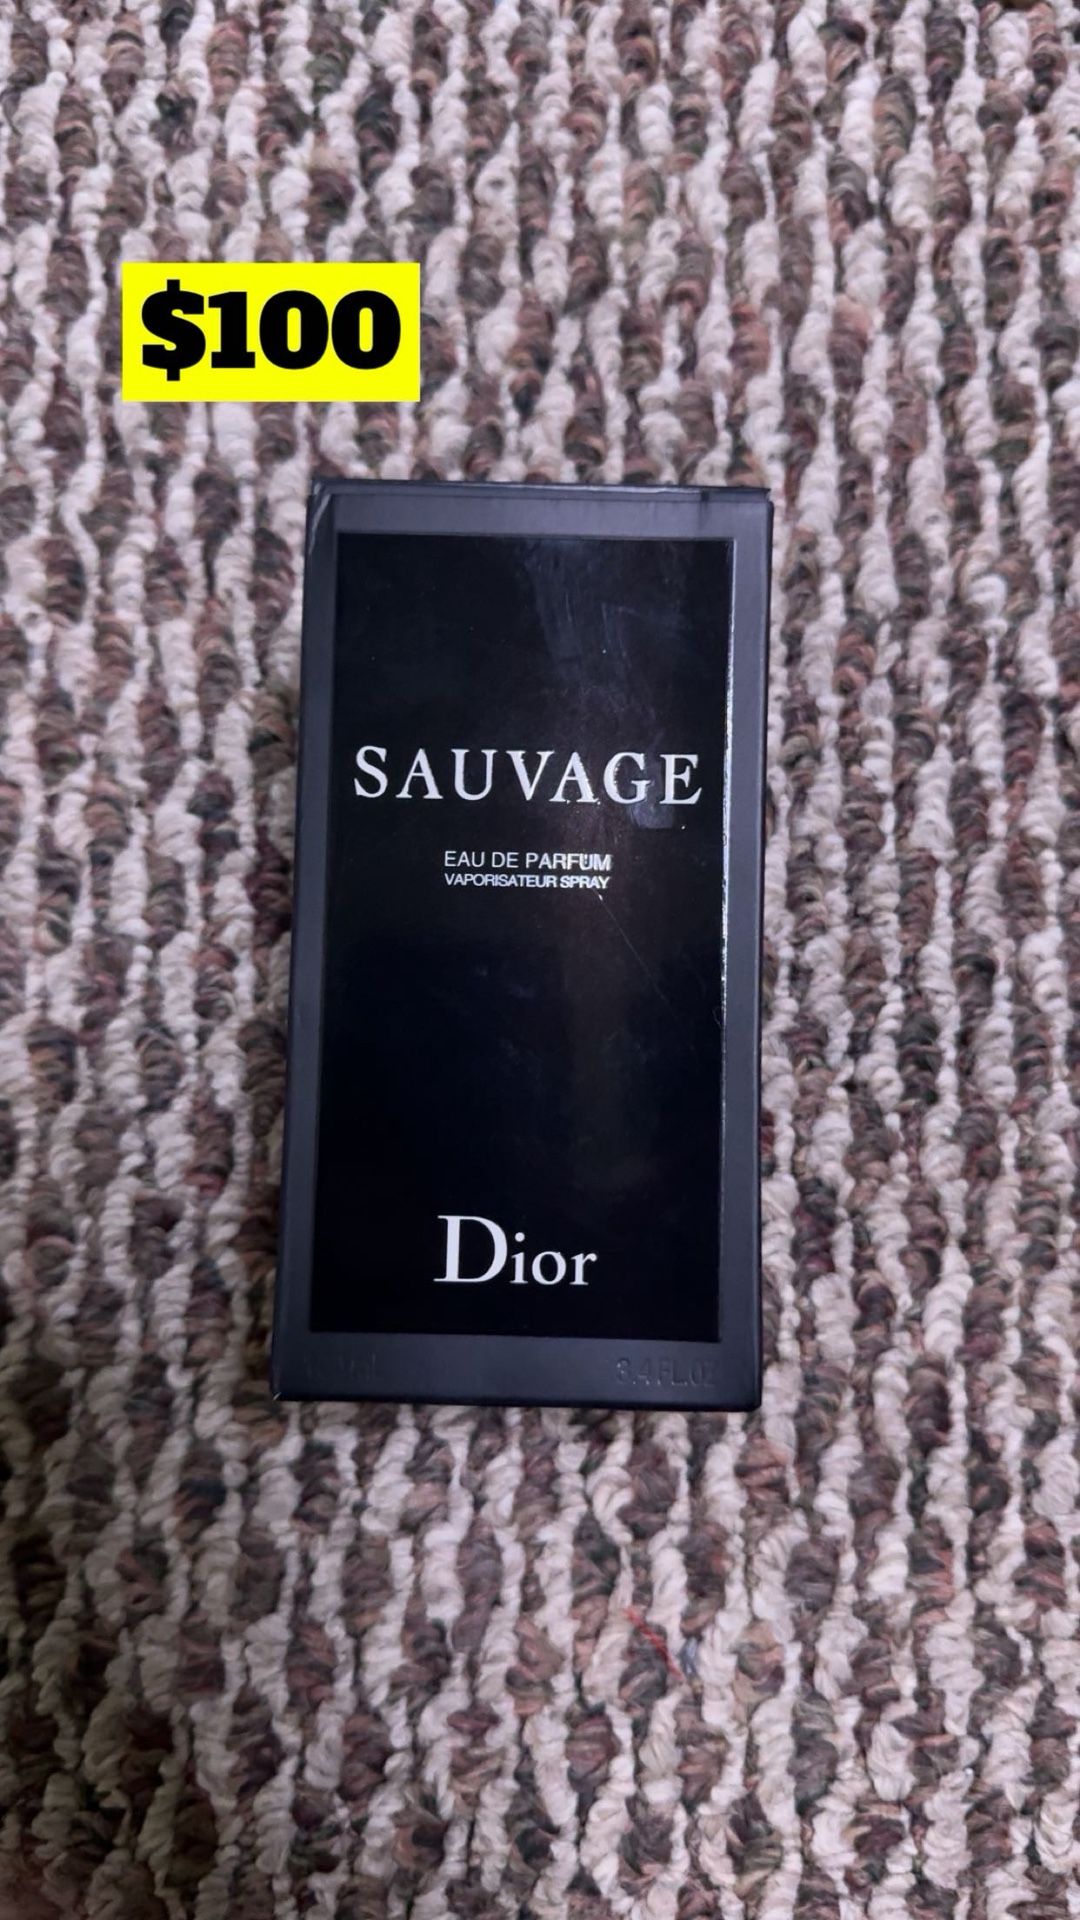 $100
SAUVAGE
EAU DE PARFUM
VAPORISATEUR SPRAY
Dior
3.4 FL.OZ